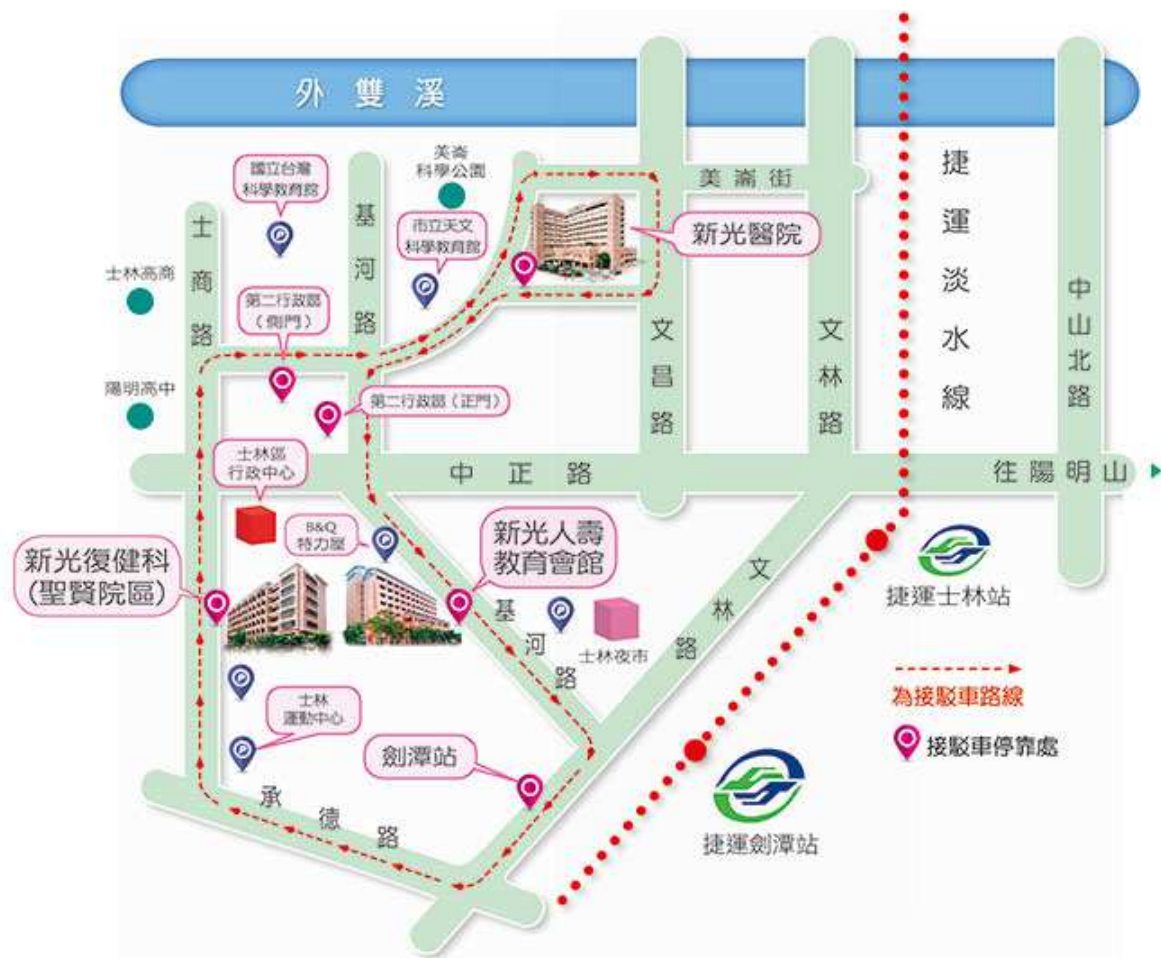 外雙溪
國立台灣
科學教育館
美崙
科學公園
市立天文
科學教育館
美崙街
新光醫院
捷運淡水線
士商路
基河路
士林高商
第二行政區
(側門)
文昌路
文林路
中山北路
陽明高中
第二行政區(正門)
士林區
行政中心
中正路
往陽明山
B&Q
特力屋
新光人壽
教育會館
新光復健科
(聖賢院區)
捷運士林站
基河路
士林夜市
文林路
士林
運動中心
為接駁車路線
劍潭站
接駁車停靠處
承德路
捷運劍潭站